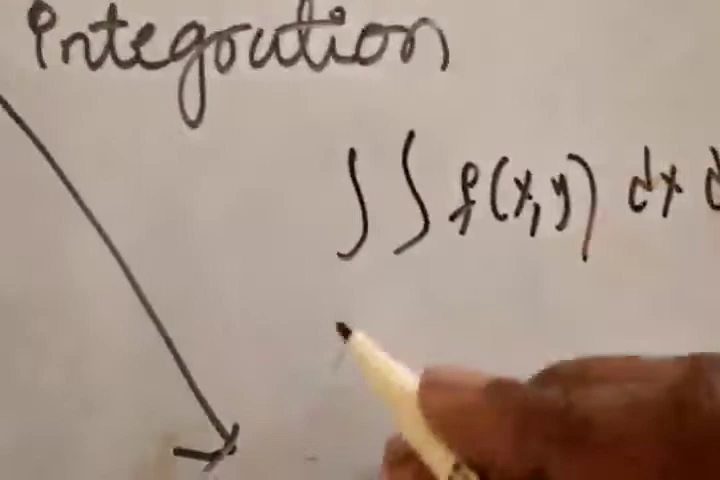 Integration
∫∫ f(x,y) dx d